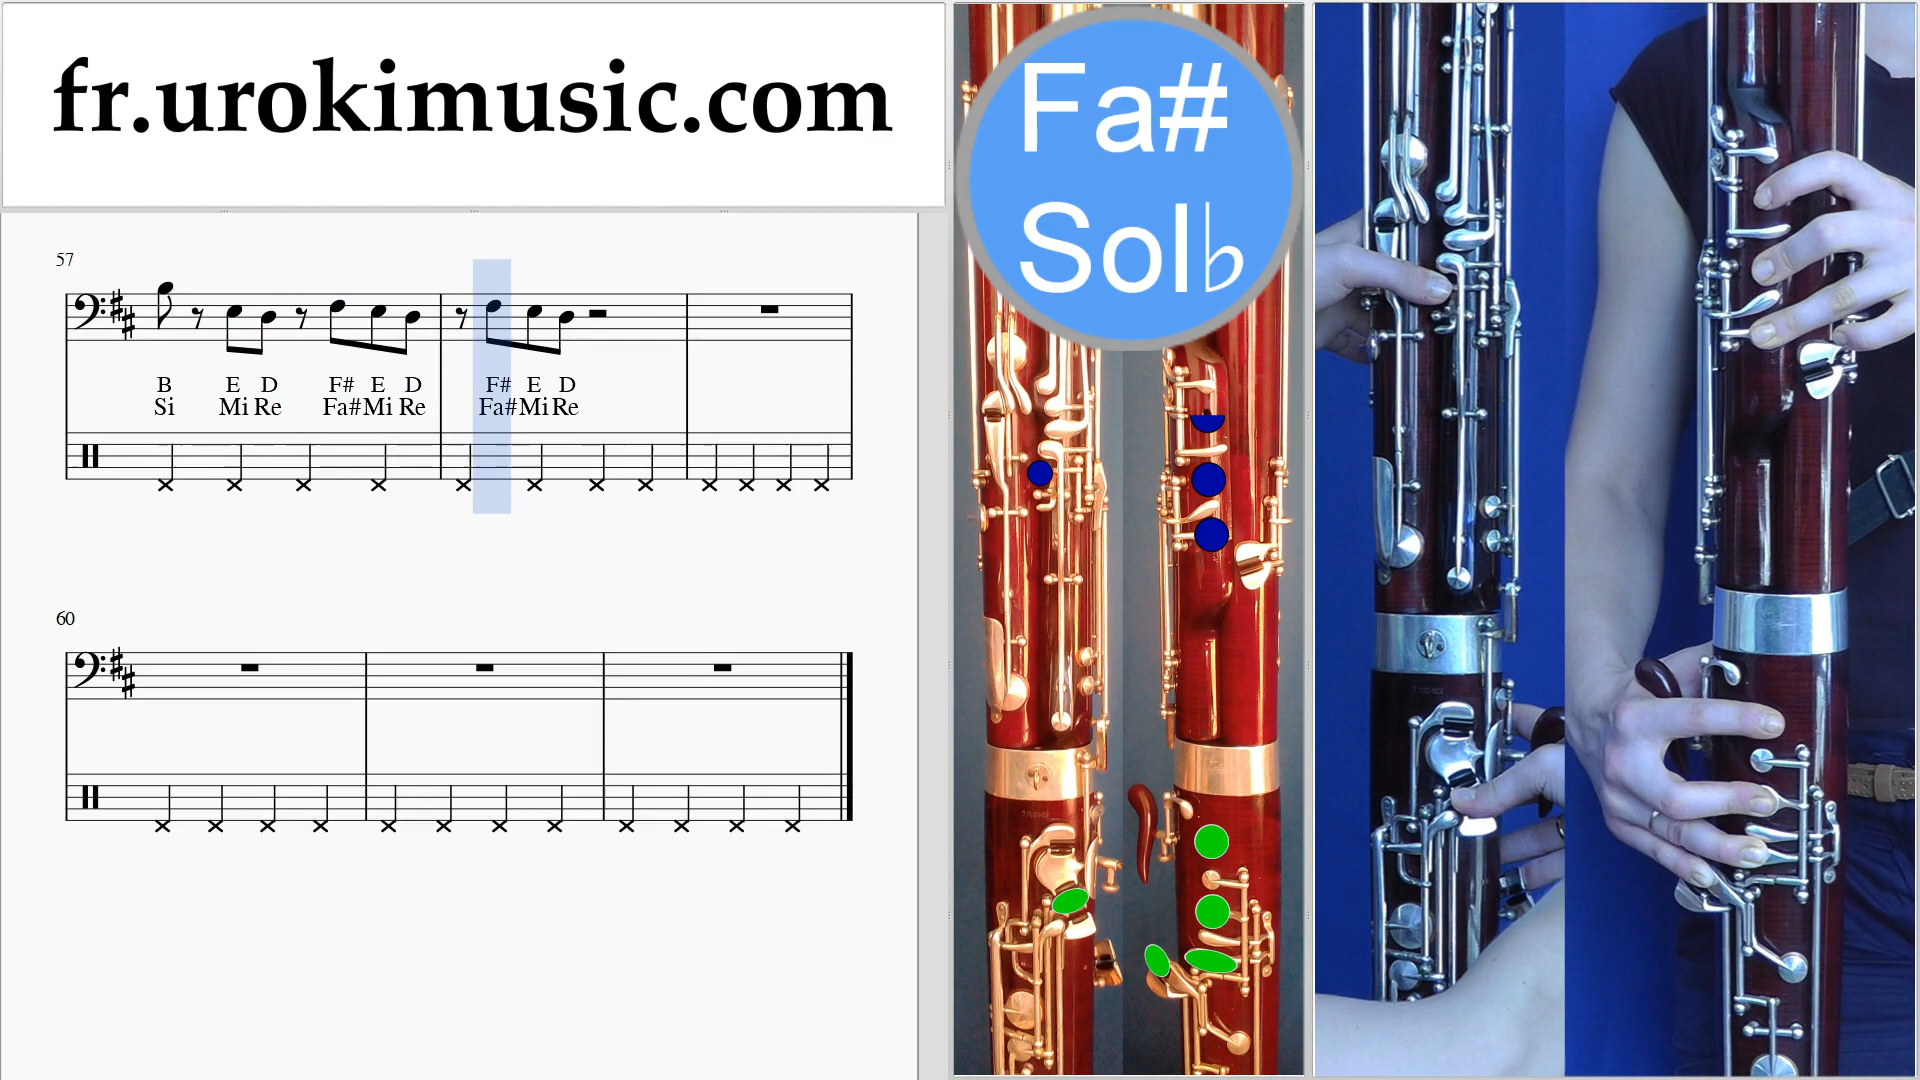 fr.urokimusic.com
Fa#
Sol♭
57
B E D F# E D F# E D
Si Mi Re Fa# Mi Re Fa# Mi Re
60